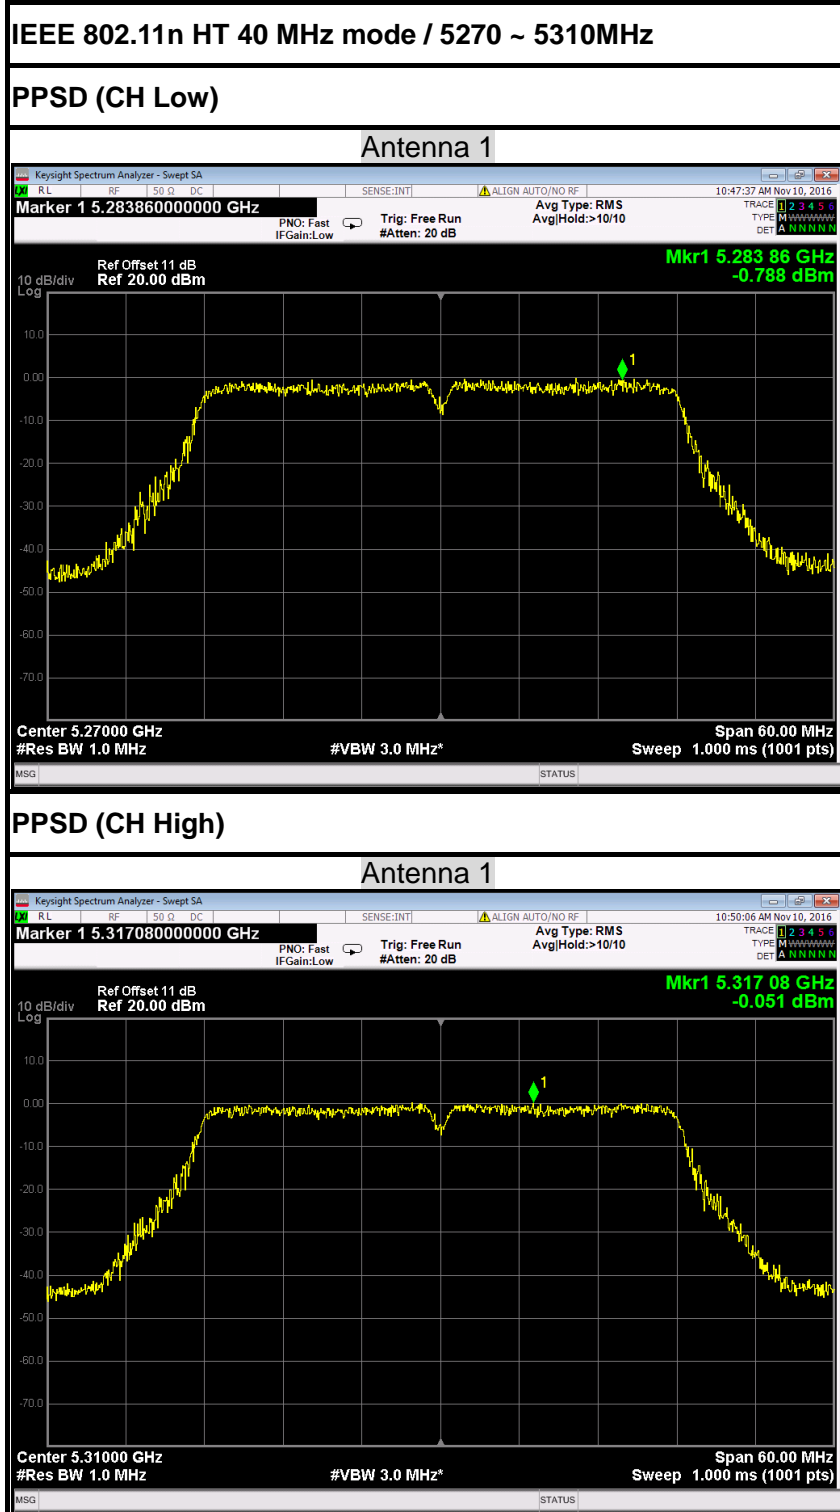 IEEE 802.11n HT 40 MHz mode / 5270 ~ 5310MHz
PPSD (CH Low)
Antenna 1
Keysight Spectrum Analyzer - Swept SA
LXI RL RF 50 Ω DC SENSE:INT ALIGN AUTO/NO RF 10:47:37 AM Nov 10, 2016
Marker 1 5.283860000000 GHz
PNO: Fast
IFGain:Low
Trig: Free Run
#Atten: 20 dB
Avg Type: RMS
Avg|Hold:>10/10
TRACE 1 2 3 4 5 6
TYPE M W W W W W
DET A N N N N N
Mkr1 5.283 86 GHz
-0.788 dBm
Ref Offset 11 dB
10 dB/div Ref 20.00 dBm
Log
1
10.0
0.00
-10.0
-20.0
-30.0
-40.0
-50.0
-60.0
-70.0
Center 5.27000 GHz Span 60.00 MHz
#Res BW 1.0 MHz #VBW 3.0 MHz* Sweep 1.000 ms (1001 pts)
MSG STATUS
PPSD (CH High)
Antenna 1
Keysight Spectrum Analyzer - Swept SA
LXI RL RF 50 Ω DC SENSE:INT ALIGN AUTO/NO RF 10:50:06 AM Nov 10, 2016
Marker 1 5.317080000000 GHz
PNO: Fast
IFGain:Low
Trig: Free Run
#Atten: 20 dB
Avg Type: RMS
Avg|Hold:>10/10
TRACE 1 2 3 4 5 6
TYPE M W W W W W
DET A N N N N N
Mkr1 5.317 08 GHz
-0.051 dBm
Ref Offset 11 dB
10 dB/div Ref 20.00 dBm
Log
1
10.0
0.00
-10.0
-20.0
-30.0
-40.0
-50.0
-60.0
-70.0
Center 5.31000 GHz Span 60.00 MHz
#Res BW 1.0 MHz #VBW 3.0 MHz* Sweep 1.000 ms (1001 pts)
MSG STATUS